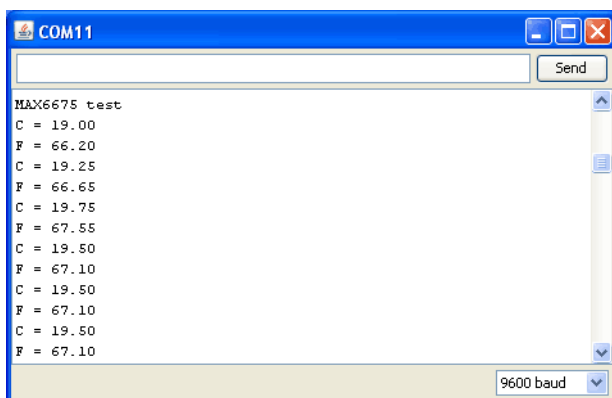 COM11
Send
MAX6675 test
C = 19.00
F = 66.20
C = 19.25
F = 66.65
C = 19.75
F = 67.55
C = 19.50
F = 67.10
C = 19.50
F = 67.10
C = 19.50
F = 67.10
9600 baud